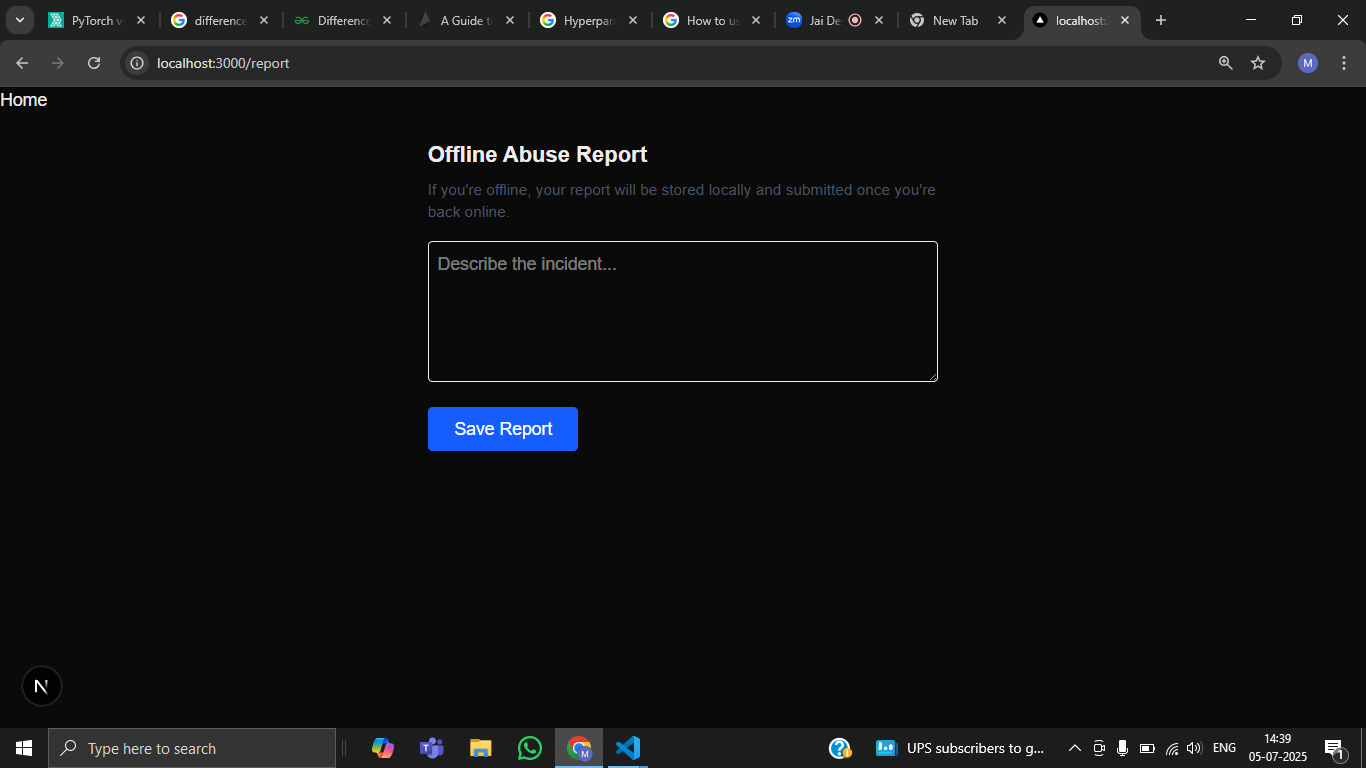 PyTorch v
difference
Difference
A Guide t
Hyperpar
How to u
zm
Jai De
New Tab
localhost:
localhost:3000/report
M
Home
Offline Abuse Report
If you're offline, your report will be stored locally and submitted once you're
back online.
Describe the incident...
Save Report
N
Type here to search
M
UPS subscribers to g...
ENG
14:39
05-07-2025
1